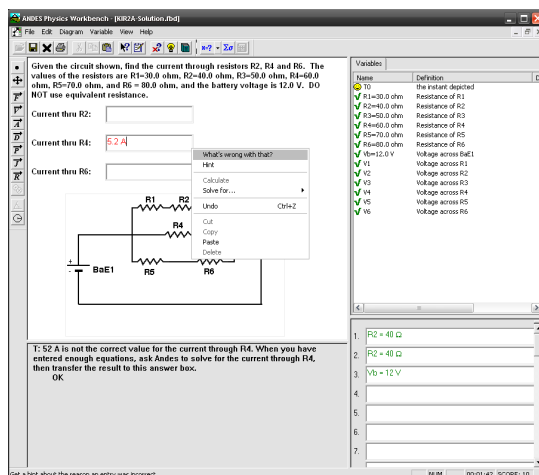 ANDES Physics Workbench - [KIR2A-Solution.fbd]
File Edit Diagram Variable View Help
Given the circuit shown, find the current through resistors R2, R4 and R6. The
values of the resistors are R1=30.0 ohm, R2=40.0 ohm, R3=50.0 ohm, R4=60.0
ohm, R5=70.0 ohm, and R6 = 80.0 ohm, and the battery voltage is 12.0 V. DO
NOT use equivalent resistance.
Current thru R2:
Current thru R4: 5.2 A
Current thru R6:
What's wrong with that?
Hint
Calculate
Solve for...
Undo Ctrl+Z
Cut
Copy
Paste
Delete
R1 R2
R4
R5 R6
+
-
BaE1
Variables
Name Definition
T0 the instant depicted
R1=30.0 ohm Resistance of R1
R2=40.0 ohm Resistance of R2
R3=50.0 ohm Resistance of R3
R4=60.0 ohm Resistance of R4
R5=70.0 ohm Resistance of R5
R6=80.0 ohm Resistance of R6
Vb=12.0 V Voltage across BaE1
V1 Voltage across R1
V2 Voltage across R2
V3 Voltage across R3
V4 Voltage across R4
V5 Voltage across R5
V6 Voltage across R6
1. R2 = 40 Ω
2. R2 = 40 Ω
3. Vb = 12 V
4.
5.
6.
7.
T: 52 A is not the correct value for the current through R4. When you have
entered enough equations, ask Andes to solve for the current through R4,
then transfer the result to this answer box.
OK
Get a hint about the reason an entry was incorrect
NUM 00:01:42 SCORE: 10